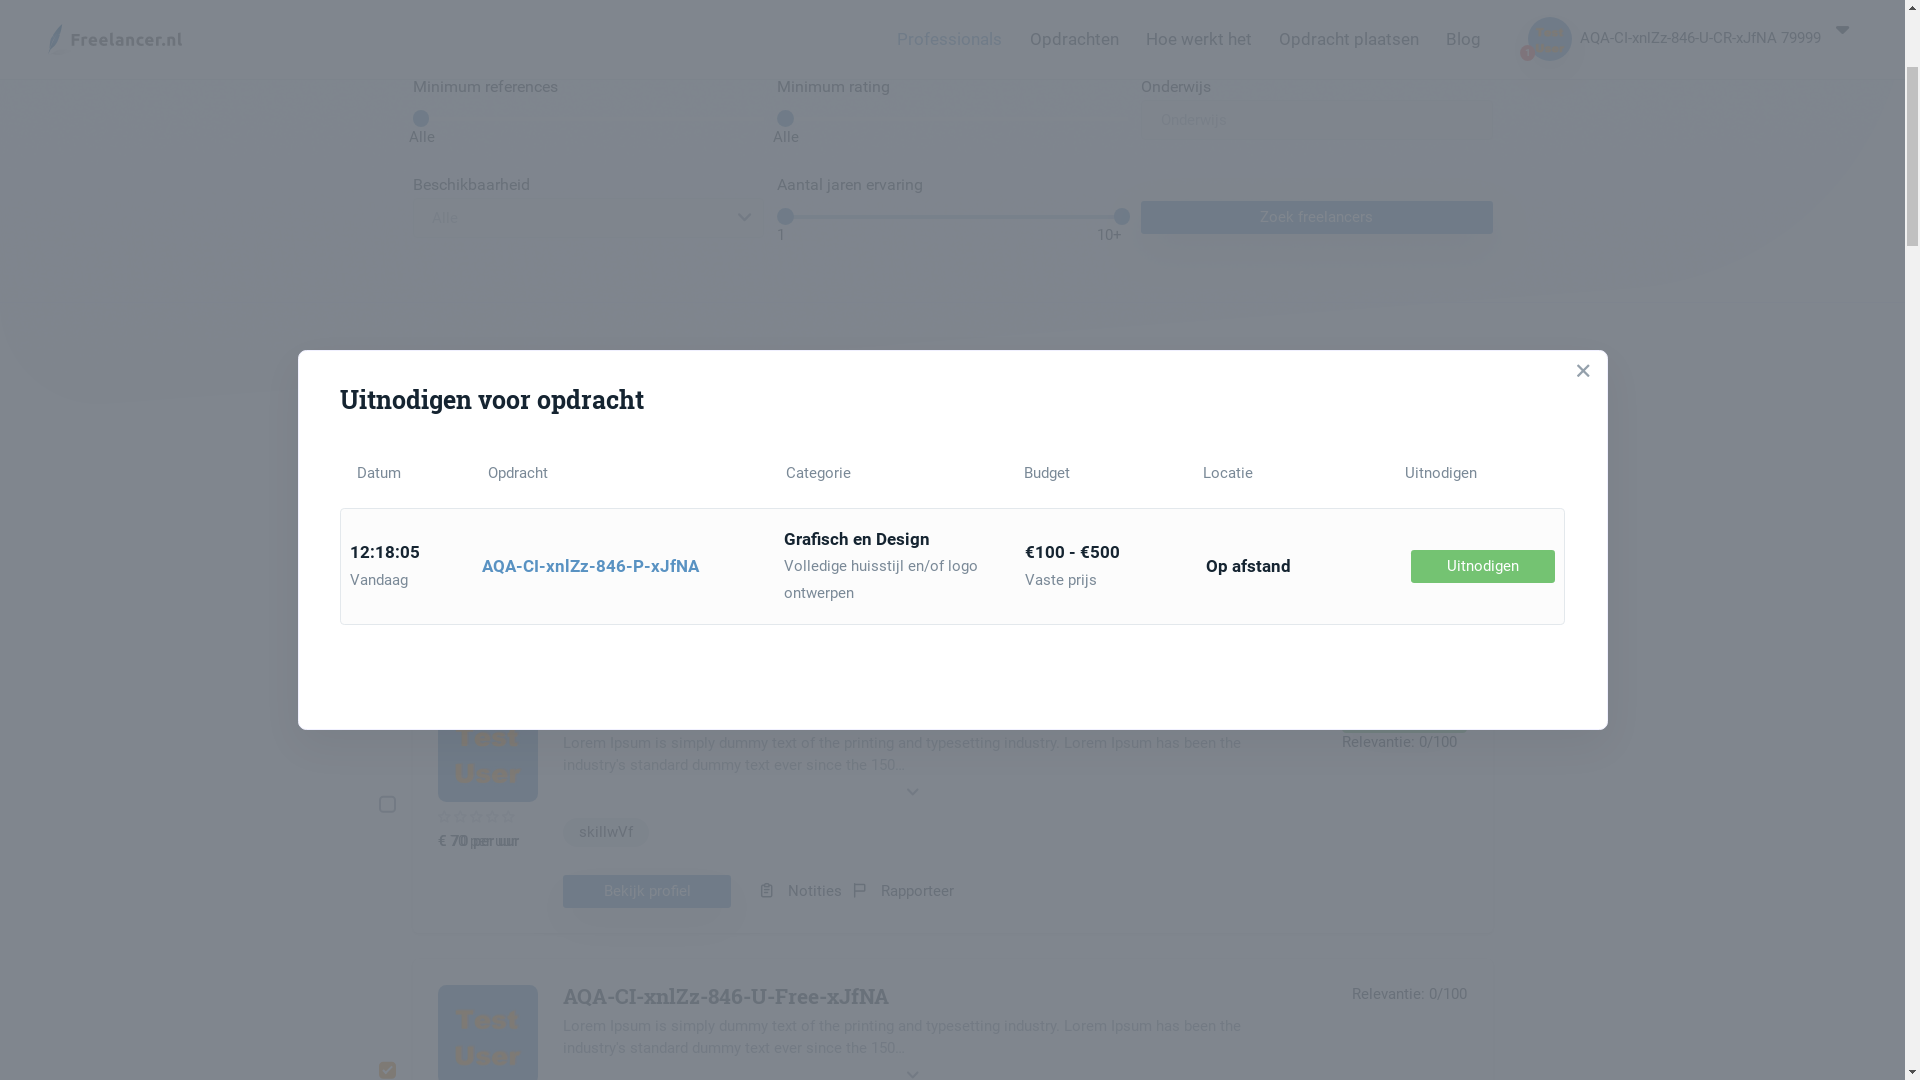 Freelancer.nl
Professionals
Opdrachten
Hoe werkt het
Opdracht plaatsen
Blog
1
AQA-CI-xnlZz-846-U-CR-xJfNA 79999
Minimum references
Minimum rating
Onderwijs
Onderwijs
Alle
Alle
Beschikbaarheid
Aantal jaren ervaring
Alle
Zoek freelancers
1
10+
Uitnodigen voor opdracht
Datum
Opdracht
Categorie
Budget
Locatie
Uitnodigen
12:18:05
Vandaag
AQA-CI-xnlZz-846-P-xJfNA
Grafisch en Design
Volledige huisstijl en/of logo
ontwerpen
€100 - €500
Vaste prijs
Op afstand
Uitnodigen
Test
User
Lorem Ipsum is simply dummy text of the printing and typesetting industry. Lorem Ipsum has been the
industry's standard dummy text ever since the 150...
Relevantie: 0/100
skillwVf
€ 70 per uur
Bekijk profiel
Notities
Rapporteer
Test
User
AQA-CI-xnlZz-846-U-Free-xJfNA
Relevantie: 0/100
Lorem Ipsum is simply dummy text of the printing and typesetting industry. Lorem Ipsum has been the
industry's standard dummy text ever since the 150...